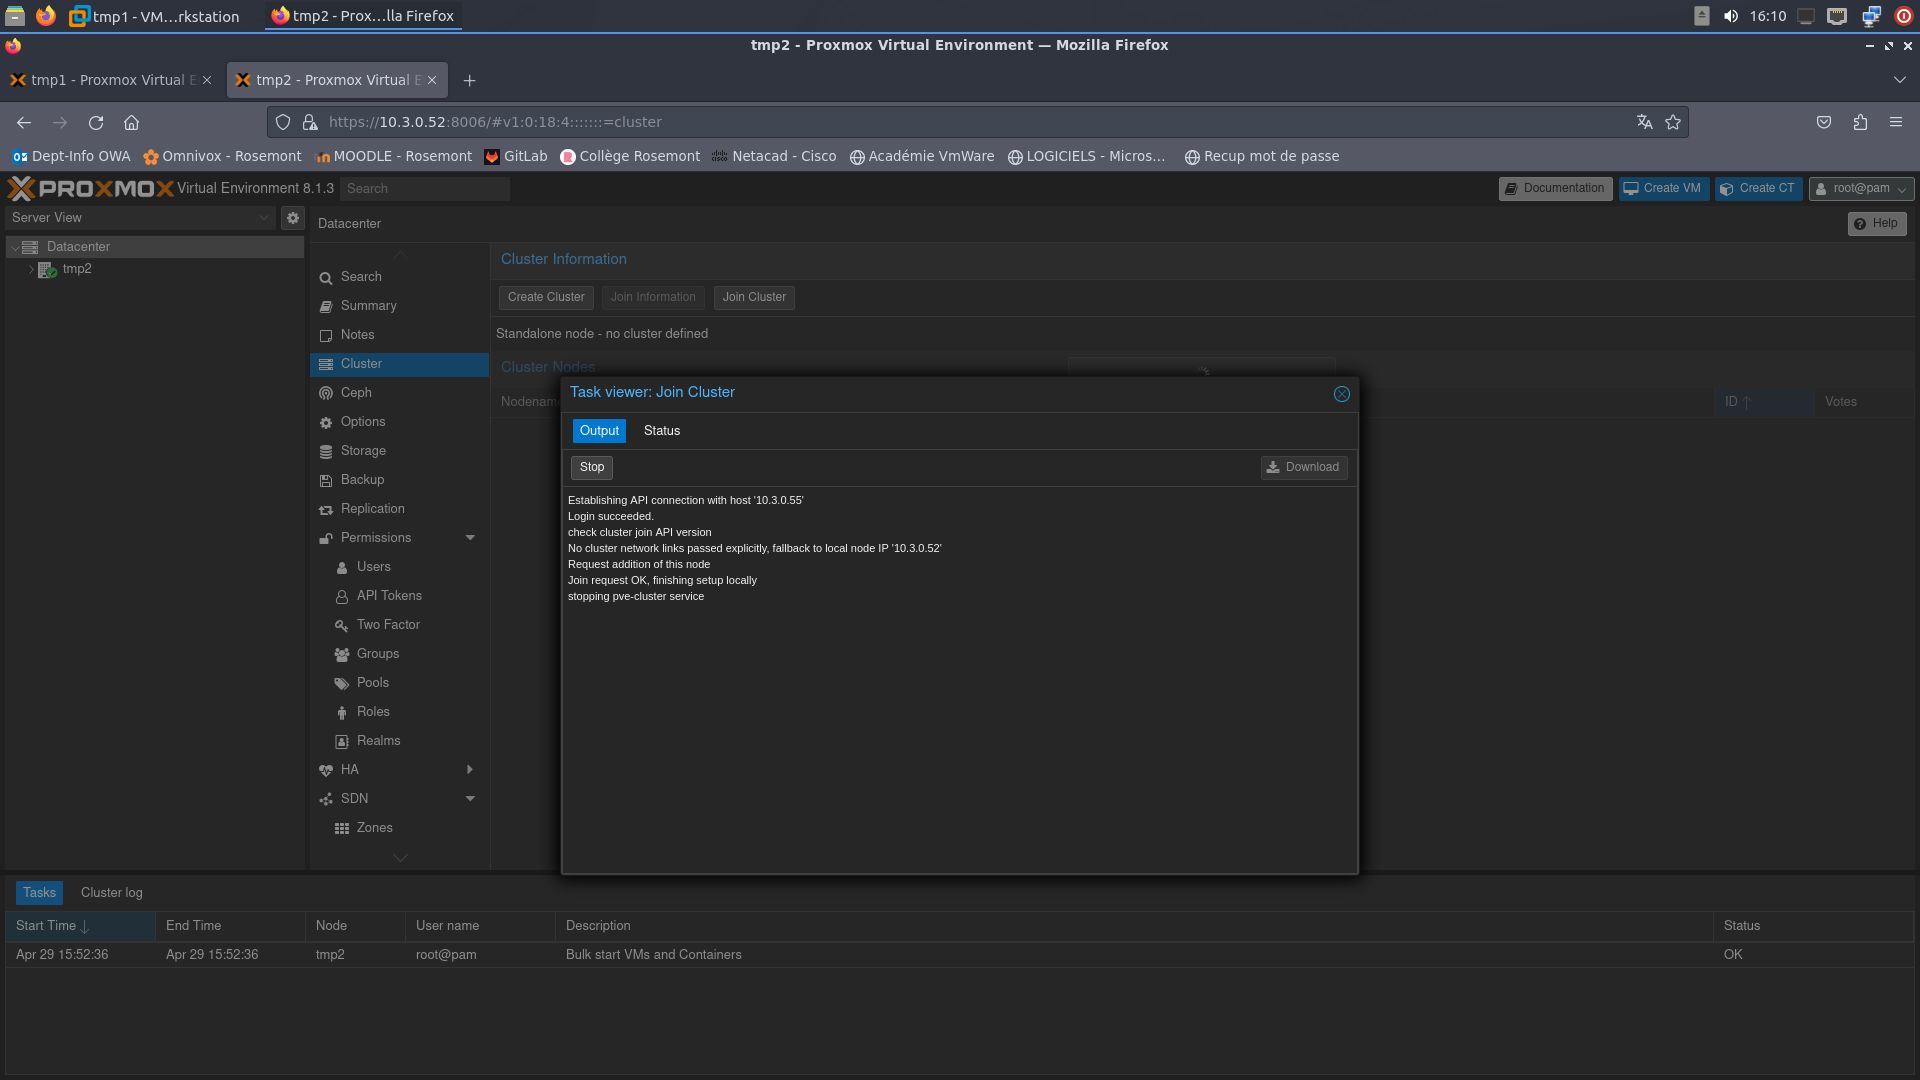 tmp1 - VM...rkstation
tmp2 - Prox...lla Firefox
16:10
tmp2 - Proxmox Virtual Environment — Mozilla Firefox
tmp1 - Proxmox Virtual E
tmp2 - Proxmox Virtual E
https://10.3.0.52:8006/#v1:0:18:4:::::::=cluster
Dept-Info OWA
Omnivox - Rosemont
MOODLE - Rosemont
GitLab
Collège Rosemont
Netacad - Cisco
Académie VmWare
LOGICIELS - Micros...
Recup mot de passe
PROXMOX
Virtual Environment 8.1.3
Search
Documentation
Create VM
Create CT
root@pam
Server View
Datacenter
Help
Datacenter
tmp2
Search
Summary
Notes
Cluster
Ceph
Options
Storage
Backup
Replication
Permissions
Users
API Tokens
Two Factor
Groups
Pools
Roles
Realms
HA
SDN
Zones
Cluster Information
Create Cluster
Join Information
Join Cluster
Standalone node - no cluster defined
Cluster Nodes
Nodenam
ID
Votes
Task viewer: Join Cluster
Output
Status
Stop
Download
Establishing API connection with host '10.3.0.55'
Login succeeded.
check cluster join API version
No cluster network links passed explicitly, fallback to local node IP '10.3.0.52'
Request addition of this node
Join request OK, finishing setup locally
stopping pve-cluster service
Tasks
Cluster log
Start Time
End Time
Node
User name
Description
Status
Apr 29 15:52:36
Apr 29 15:52:36
tmp2
root@pam
Bulk start VMs and Containers
OK